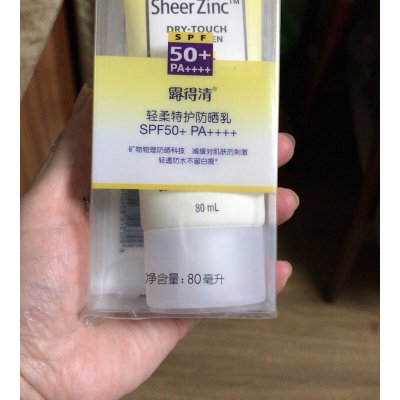 Sheer Zinc™
DRY-TOUCH
SPF
50+
PA++++
露得清®
轻柔特护防晒乳
SPF50+ PA++++
矿物物理防晒科技 减缓对肌肤的刺激
轻透防水不留白痕*
80 mL
净含量: 80毫升